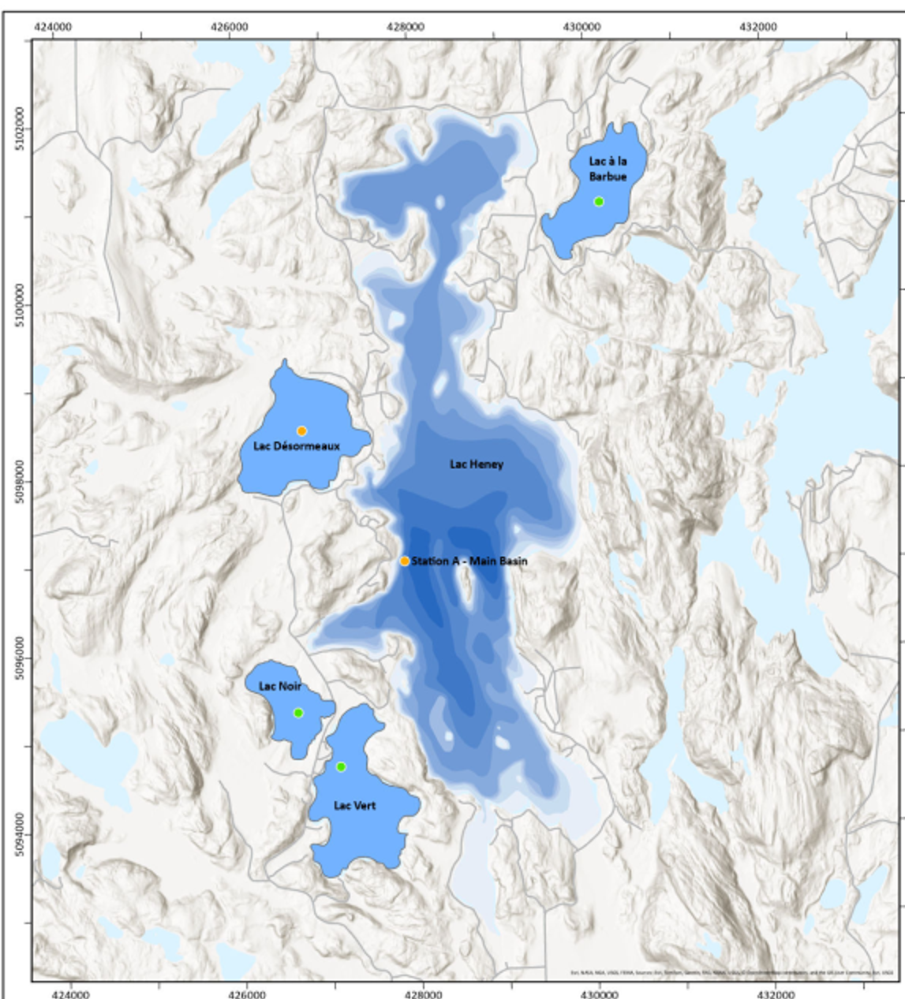 424000 426000 428000 430000 432000
5102000
Lac à la
Barbue
5100000
Lac Désormeaux
Lac Heney
5098000
Station A - Main Basin
5096000
Lac Noir
Lac Vert
5094000
424000 426000 428000 430000 432000